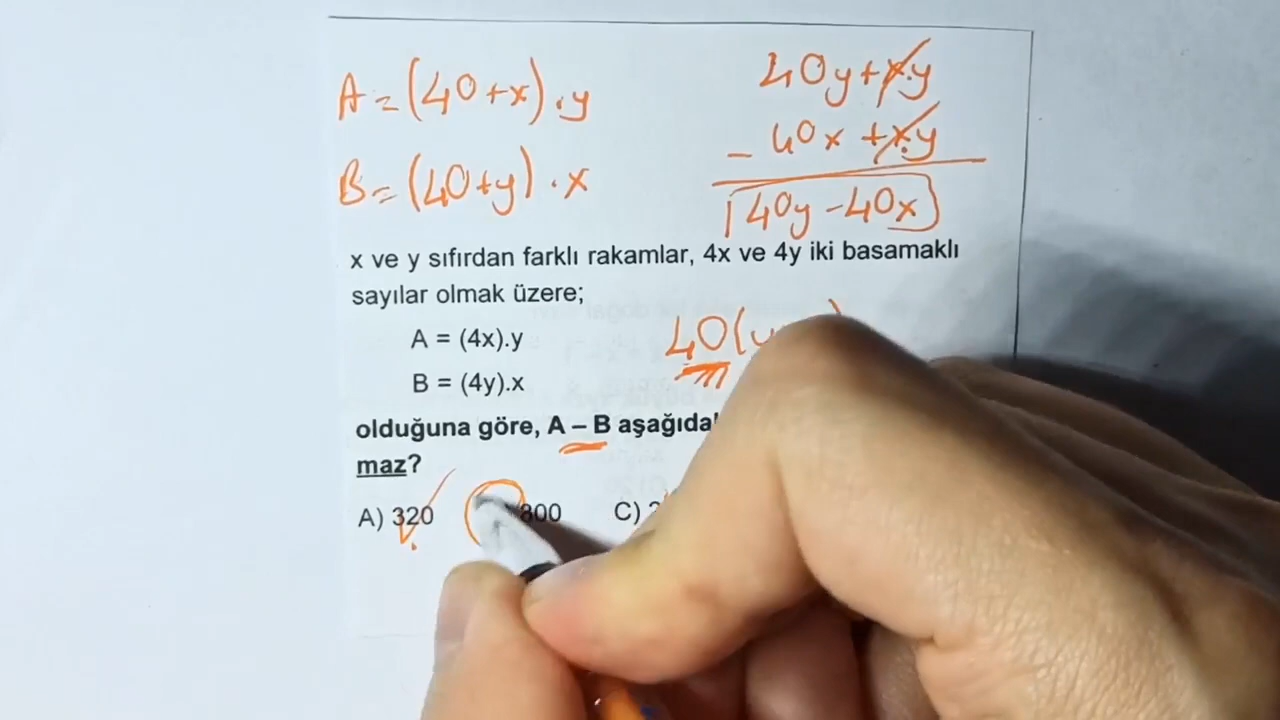 A = (40+x).y
B = (40+y).x
40y+x.y
- 40x +x.y
40y -40x
x ve y sıfırdan farklı rakamlar, 4x ve 4y iki basamaklı
sayılar olmak üzere;
40(y
A = (4x).y
B = (4y).x
olduğuna göre, A – B
maz?
A) 320 800 C)